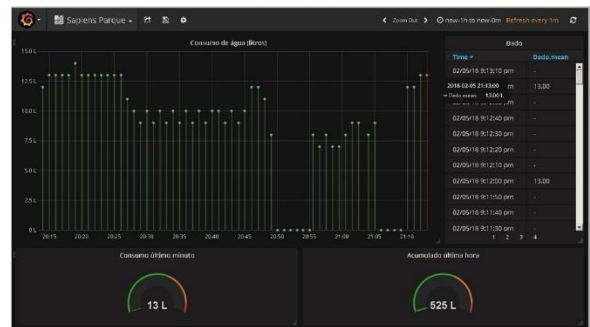 Sapiens Parque
Zoom Out
now-1h to now-0m Refresh every 1m
Consumo de água (litros)
15.0 L
12.5 L
10.0 L
7.5 L
5.0 L
2.5 L
0 L
20:15 20:20 20:25 20:30 20:35 20:40 20:45 20:50 20:55 21:00 21:05 21:10
Dado
Time Dado.mean
02/05/18 9:13:10 pm -
2018-02-05 21:13:00
Dado.mean: 13.00 L
pm 13.00
02/05/18 9:12:40 pm -
02/05/18 9:12:30 pm -
02/05/18 9:12:20 pm -
02/05/18 9:12:10 pm -
02/05/18 9:12:00 pm 13.00
02/05/18 9:11:50 pm -
02/05/18 9:11:40 pm -
02/05/18 9:11:30 pm -
1 2 3 4
Consumo último minuto
13 L
Acumulado última hora
525 L